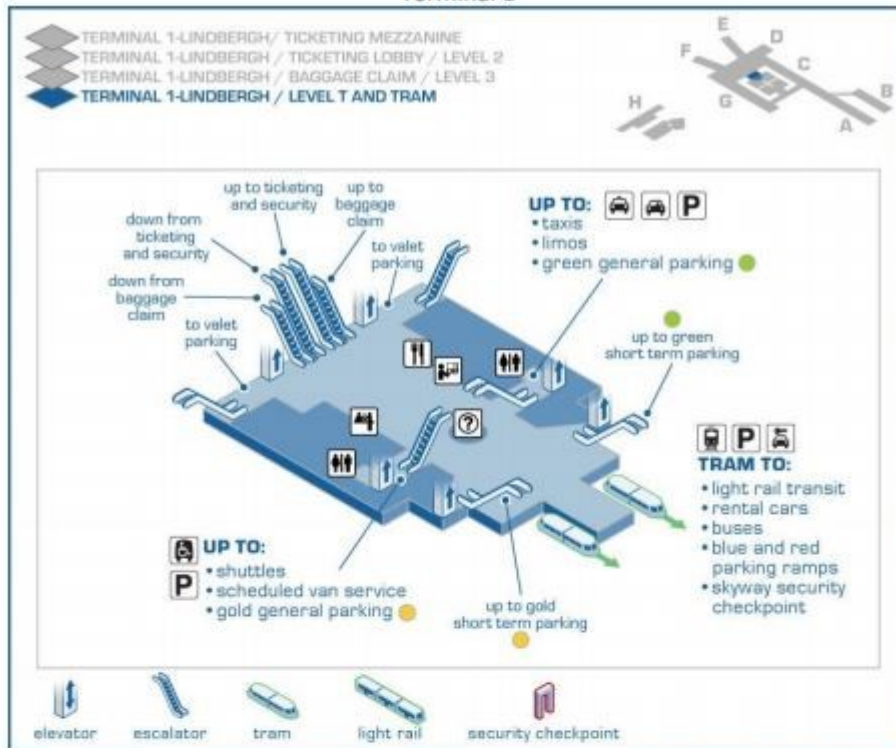 TERMINAL 1-LINDBERGH/ TICKETING MEZZANINE
TERMINAL 1-LINDBERGH / TICKETING LOBBY / LEVEL 2
TERMINAL 1-LINDBERGH / BAGGAGE CLAIM / LEVEL 3
TERMINAL 1-LINDBERGH / LEVEL T AND TRAM
E
D
F
C
B
H
G
A
up to ticketing
and security
up to
baggage
claim
down from
ticketing
and security
to valet
parking
down from
baggage
claim
to valet
parking
UP TO:
P
• taxis
• limos
• green general parking
up to green
short term parking
?
P
TRAM TO:
• light rail transit
• rental cars
• buses
• blue and red
parking ramps
• skyway security
checkpoint
UP TO:
P
• shuttles
• scheduled van service
• gold general parking
up to gold
short term parking
elevator
escalator
tram
light rail
security checkpoint